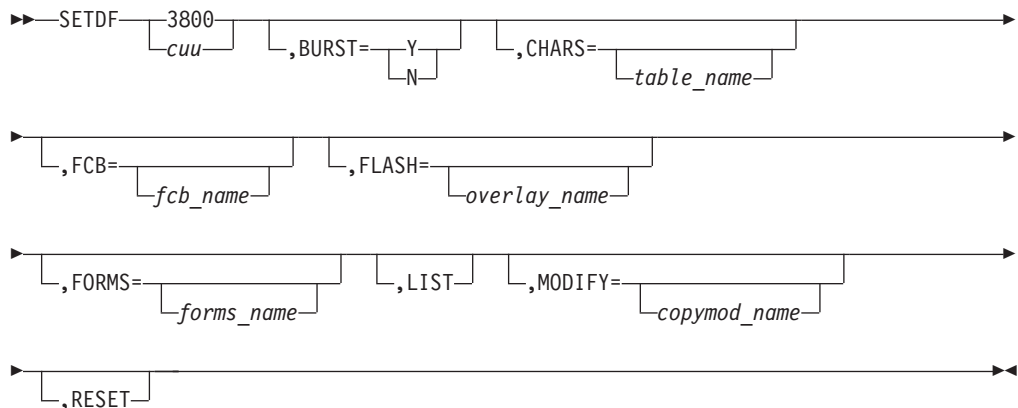 SETDF 3800 ,BURST= Y ,CHARS=
cuu N table_name
,FCB= ,FLASH=
fcb_name overlay_name
,FORMS= ,LIST ,MODIFY=
forms_name copymod_name
,RESET